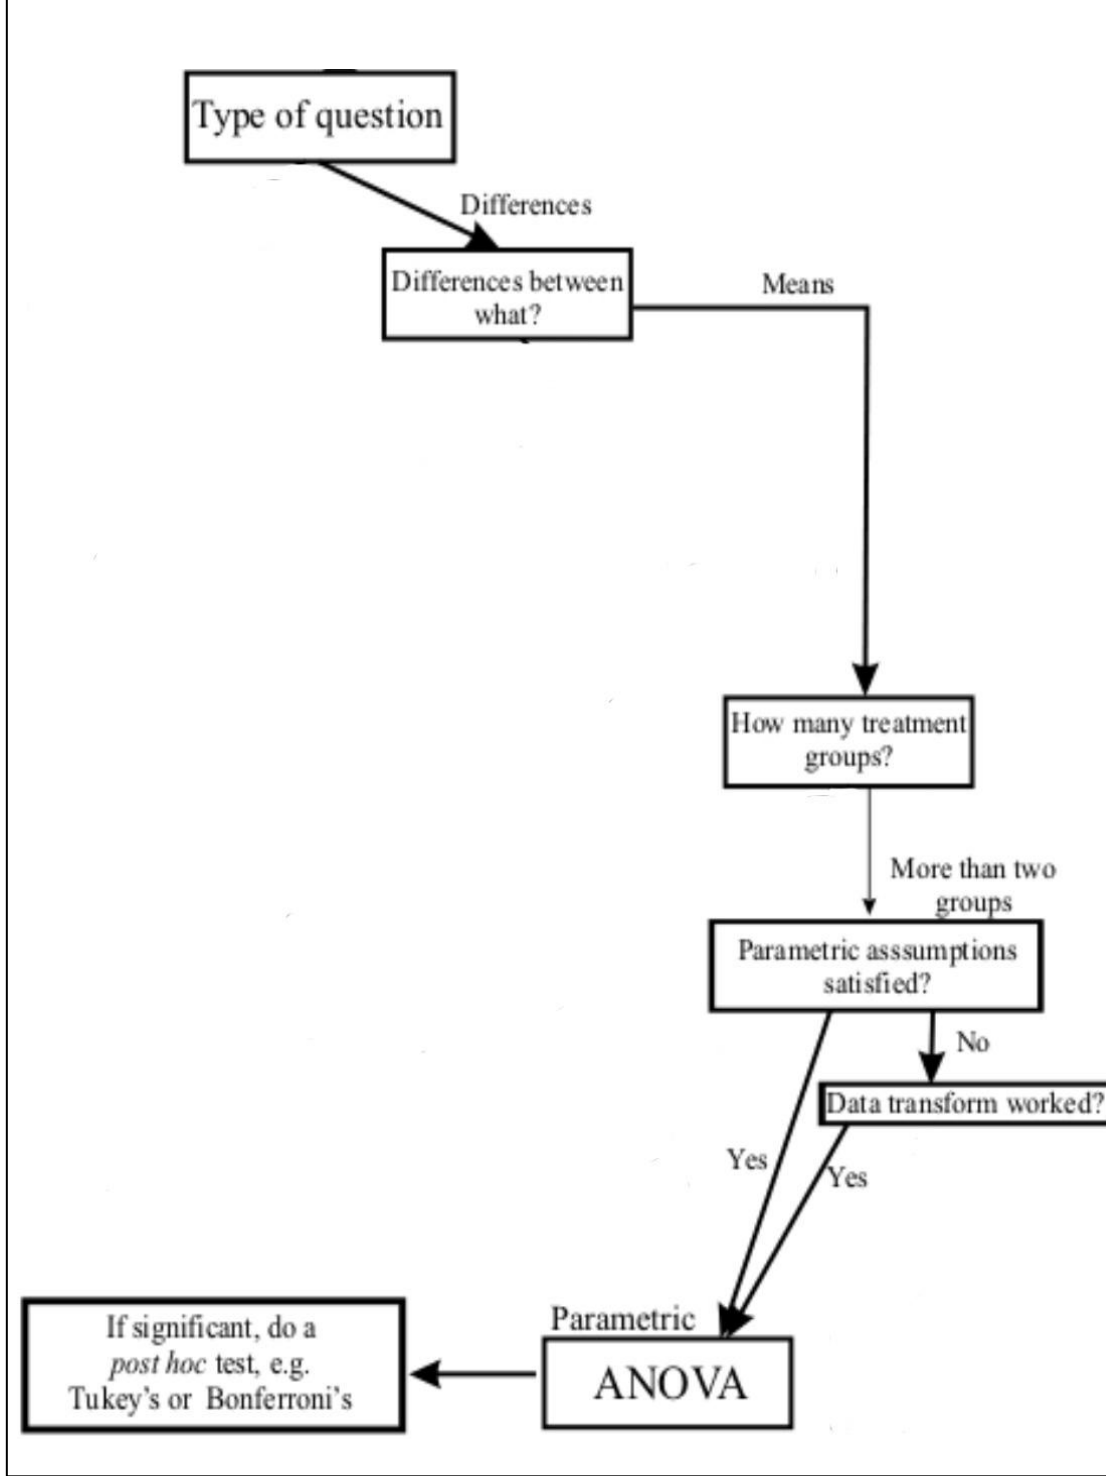 Type of question
Differences
Differences between
what?
Means
How many treatment
groups?
More than two
groups
Parametric asssumptions
satisfied?
No
Data transform worked?
Yes
Yes
Parametric
ANOVA
If significant, do a
post hoc test, e.g.
Tukey's or Bonferroni's